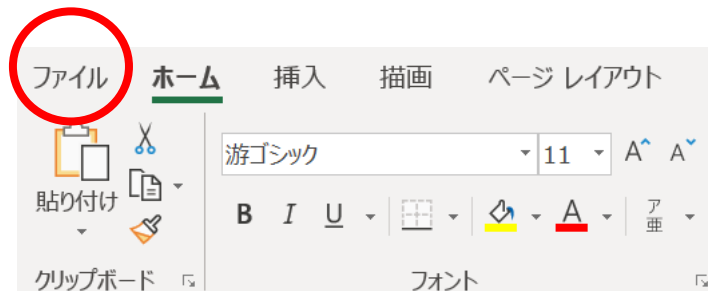 ファイル ホーム 挿入 描画 ページ レイアウト
貼り付け
游ゴシック 11 A A
B I U A ア亜
クリップボード フォント